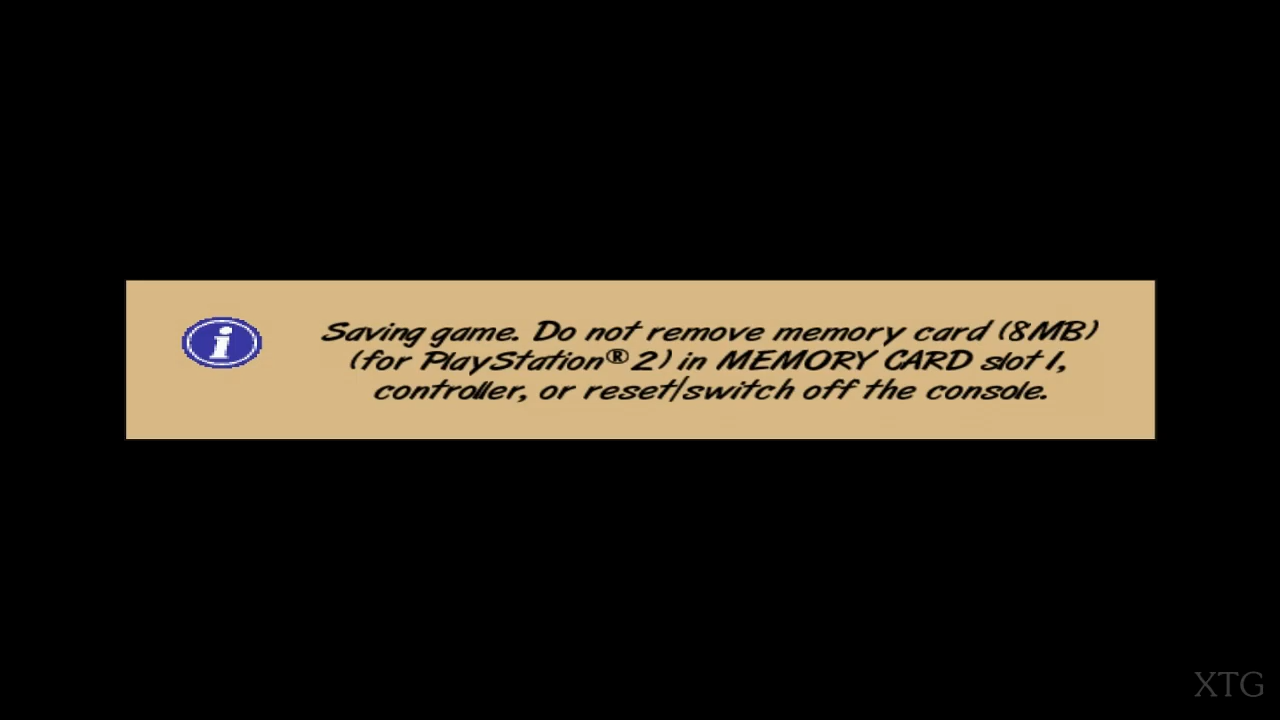 Saving game. Do not remove memory card (8MB)
(for PlayStation®2) in MEMORY CARD slot 1,
controller, or reset/switch off the console.
XTG